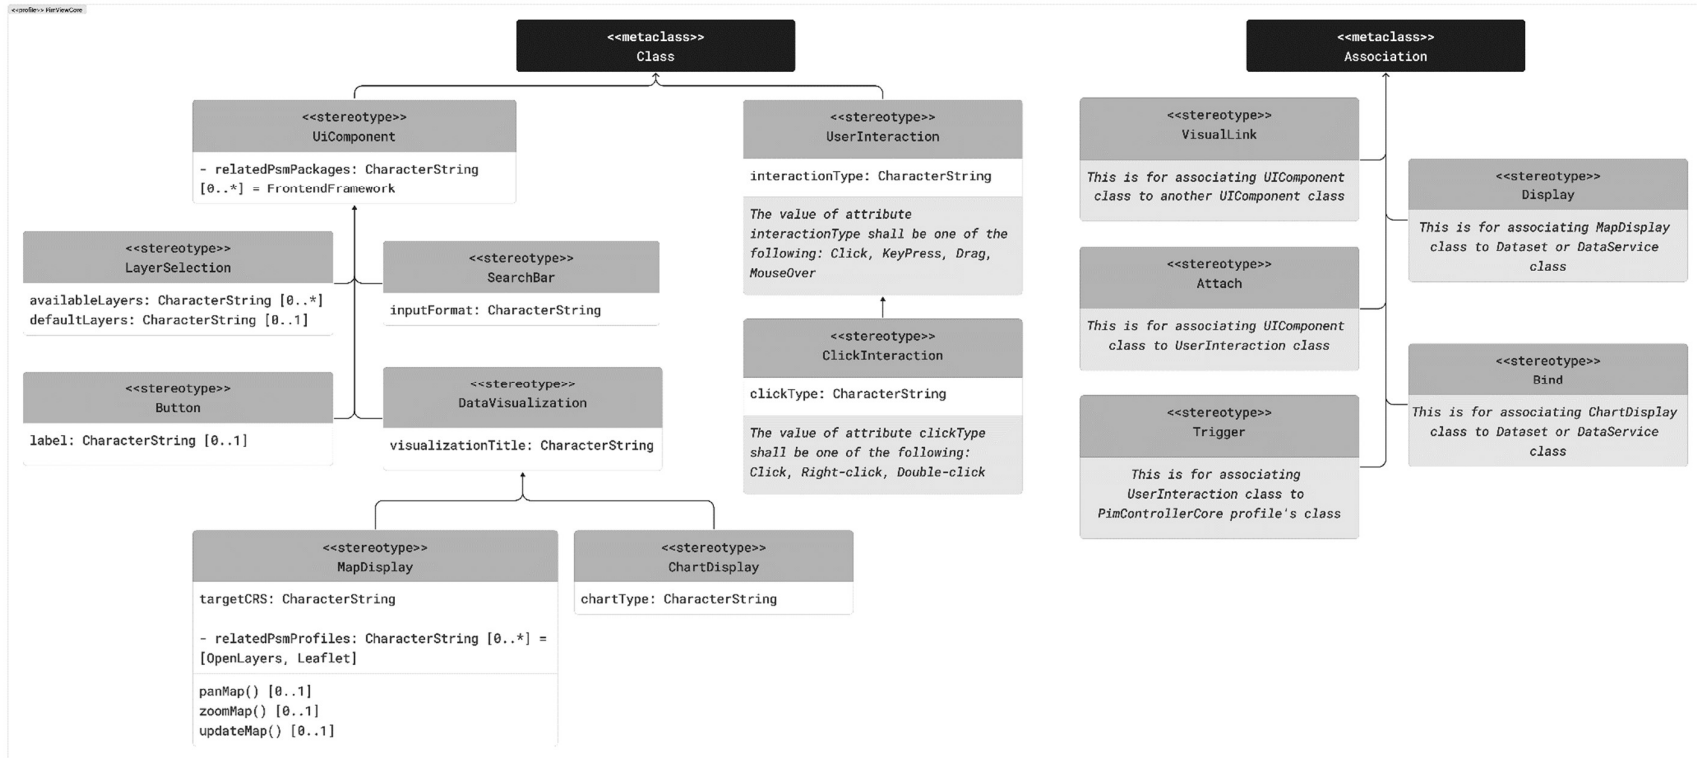 <<profile>> PimViewCore
<<metaclass>>
Class
<<metaclass>>
Association
<<stereotype>>
UiComponent
- relatedPsmPackages: CharacterString
[0..*] = FrontendFramework
<<stereotype>>
UserInteraction
interactionType: CharacterString
The value of attribute
interactionType shall be one of the
following: Click, KeyPress, Drag,
MouseOver
<<stereotype>>
VisualLink
This is for associating UIComponent
class to another UIComponent class
<<stereotype>>
Display
This is for associating MapDisplay
class to Dataset or DataService
class
<<stereotype>>
LayerSelection
availableLayers: CharacterString [0..*]
defaultLayers: CharacterString [0..1]
<<stereotype>>
SearchBar
inputFormat: CharacterString
<<stereotype>>
Attach
This is for associating UIComponent
class to UserInteraction class
<<stereotype>>
ClickInteraction
clickType: CharacterString
The value of attribute clickType
shall be one of the following:
Click, Right-click, Double-click
<<stereotype>>
Bind
This is for associating ChartDisplay
class to Dataset or DataService
class
<<stereotype>>
Button
label: CharacterString [0..1]
<<stereotype>>
DataVisualization
visualizationTitle: CharacterString
<<stereotype>>
Trigger
This is for associating
UserInteraction class to
PimControllerCore profile's class
<<stereotype>>
MapDisplay
targetCRS: CharacterString
- relatedPsmProfiles: CharacterString [0..*] =
[OpenLayers, Leaflet]
panMap() [0..1]
zoomMap() [0..1]
updateMap() [0..1]
<<stereotype>>
ChartDisplay
chartType: CharacterString